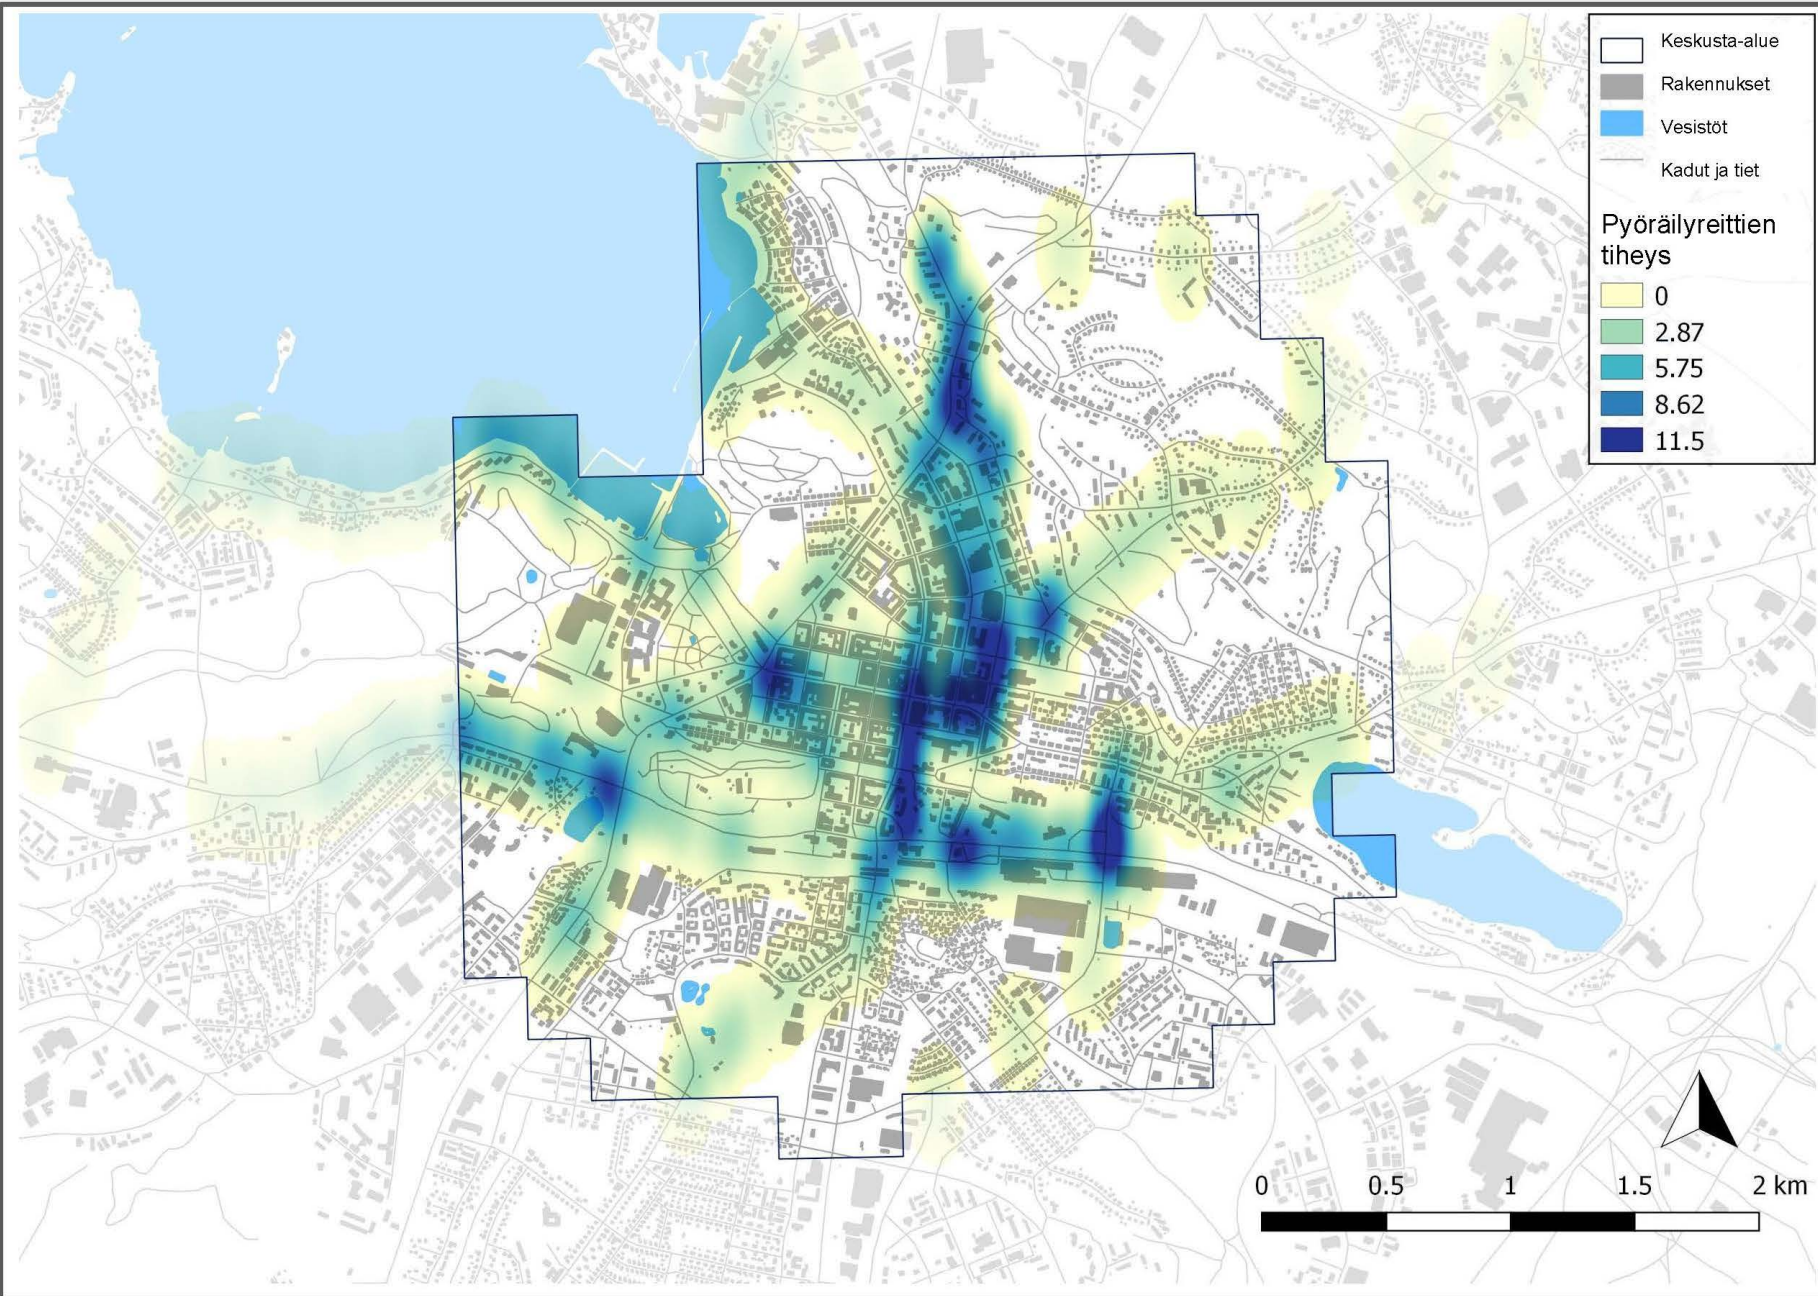 Keskusta-alue
Rakennukset
Vesistöt
Kadut ja tiet
Pyöräilyreittien
tiheys
0
2.87
5.75
8.62
11.5
0 0.5 1 1.5 2 km